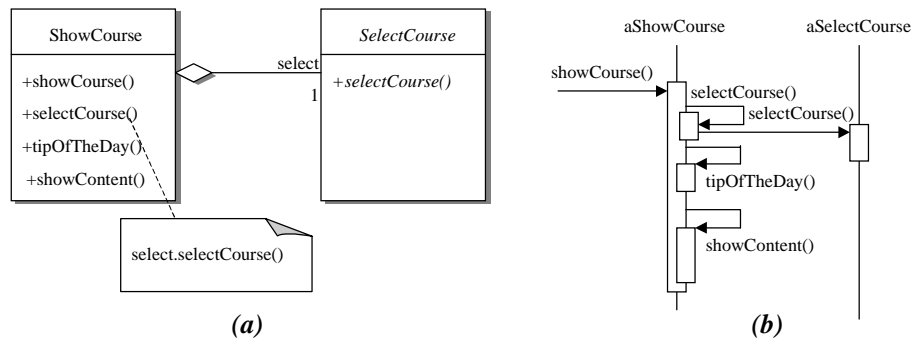 ShowCourse
+showCourse()
+selectCourse()
+tipOfTheDay()
+showContent()
select
1
SelectCourse
+selectCourse()
select.selectCourse()
(a)
aShowCourse
aSelectCourse
showCourse()
selectCourse()
selectCourse()
tipOfTheDay()
showContent()
(b)